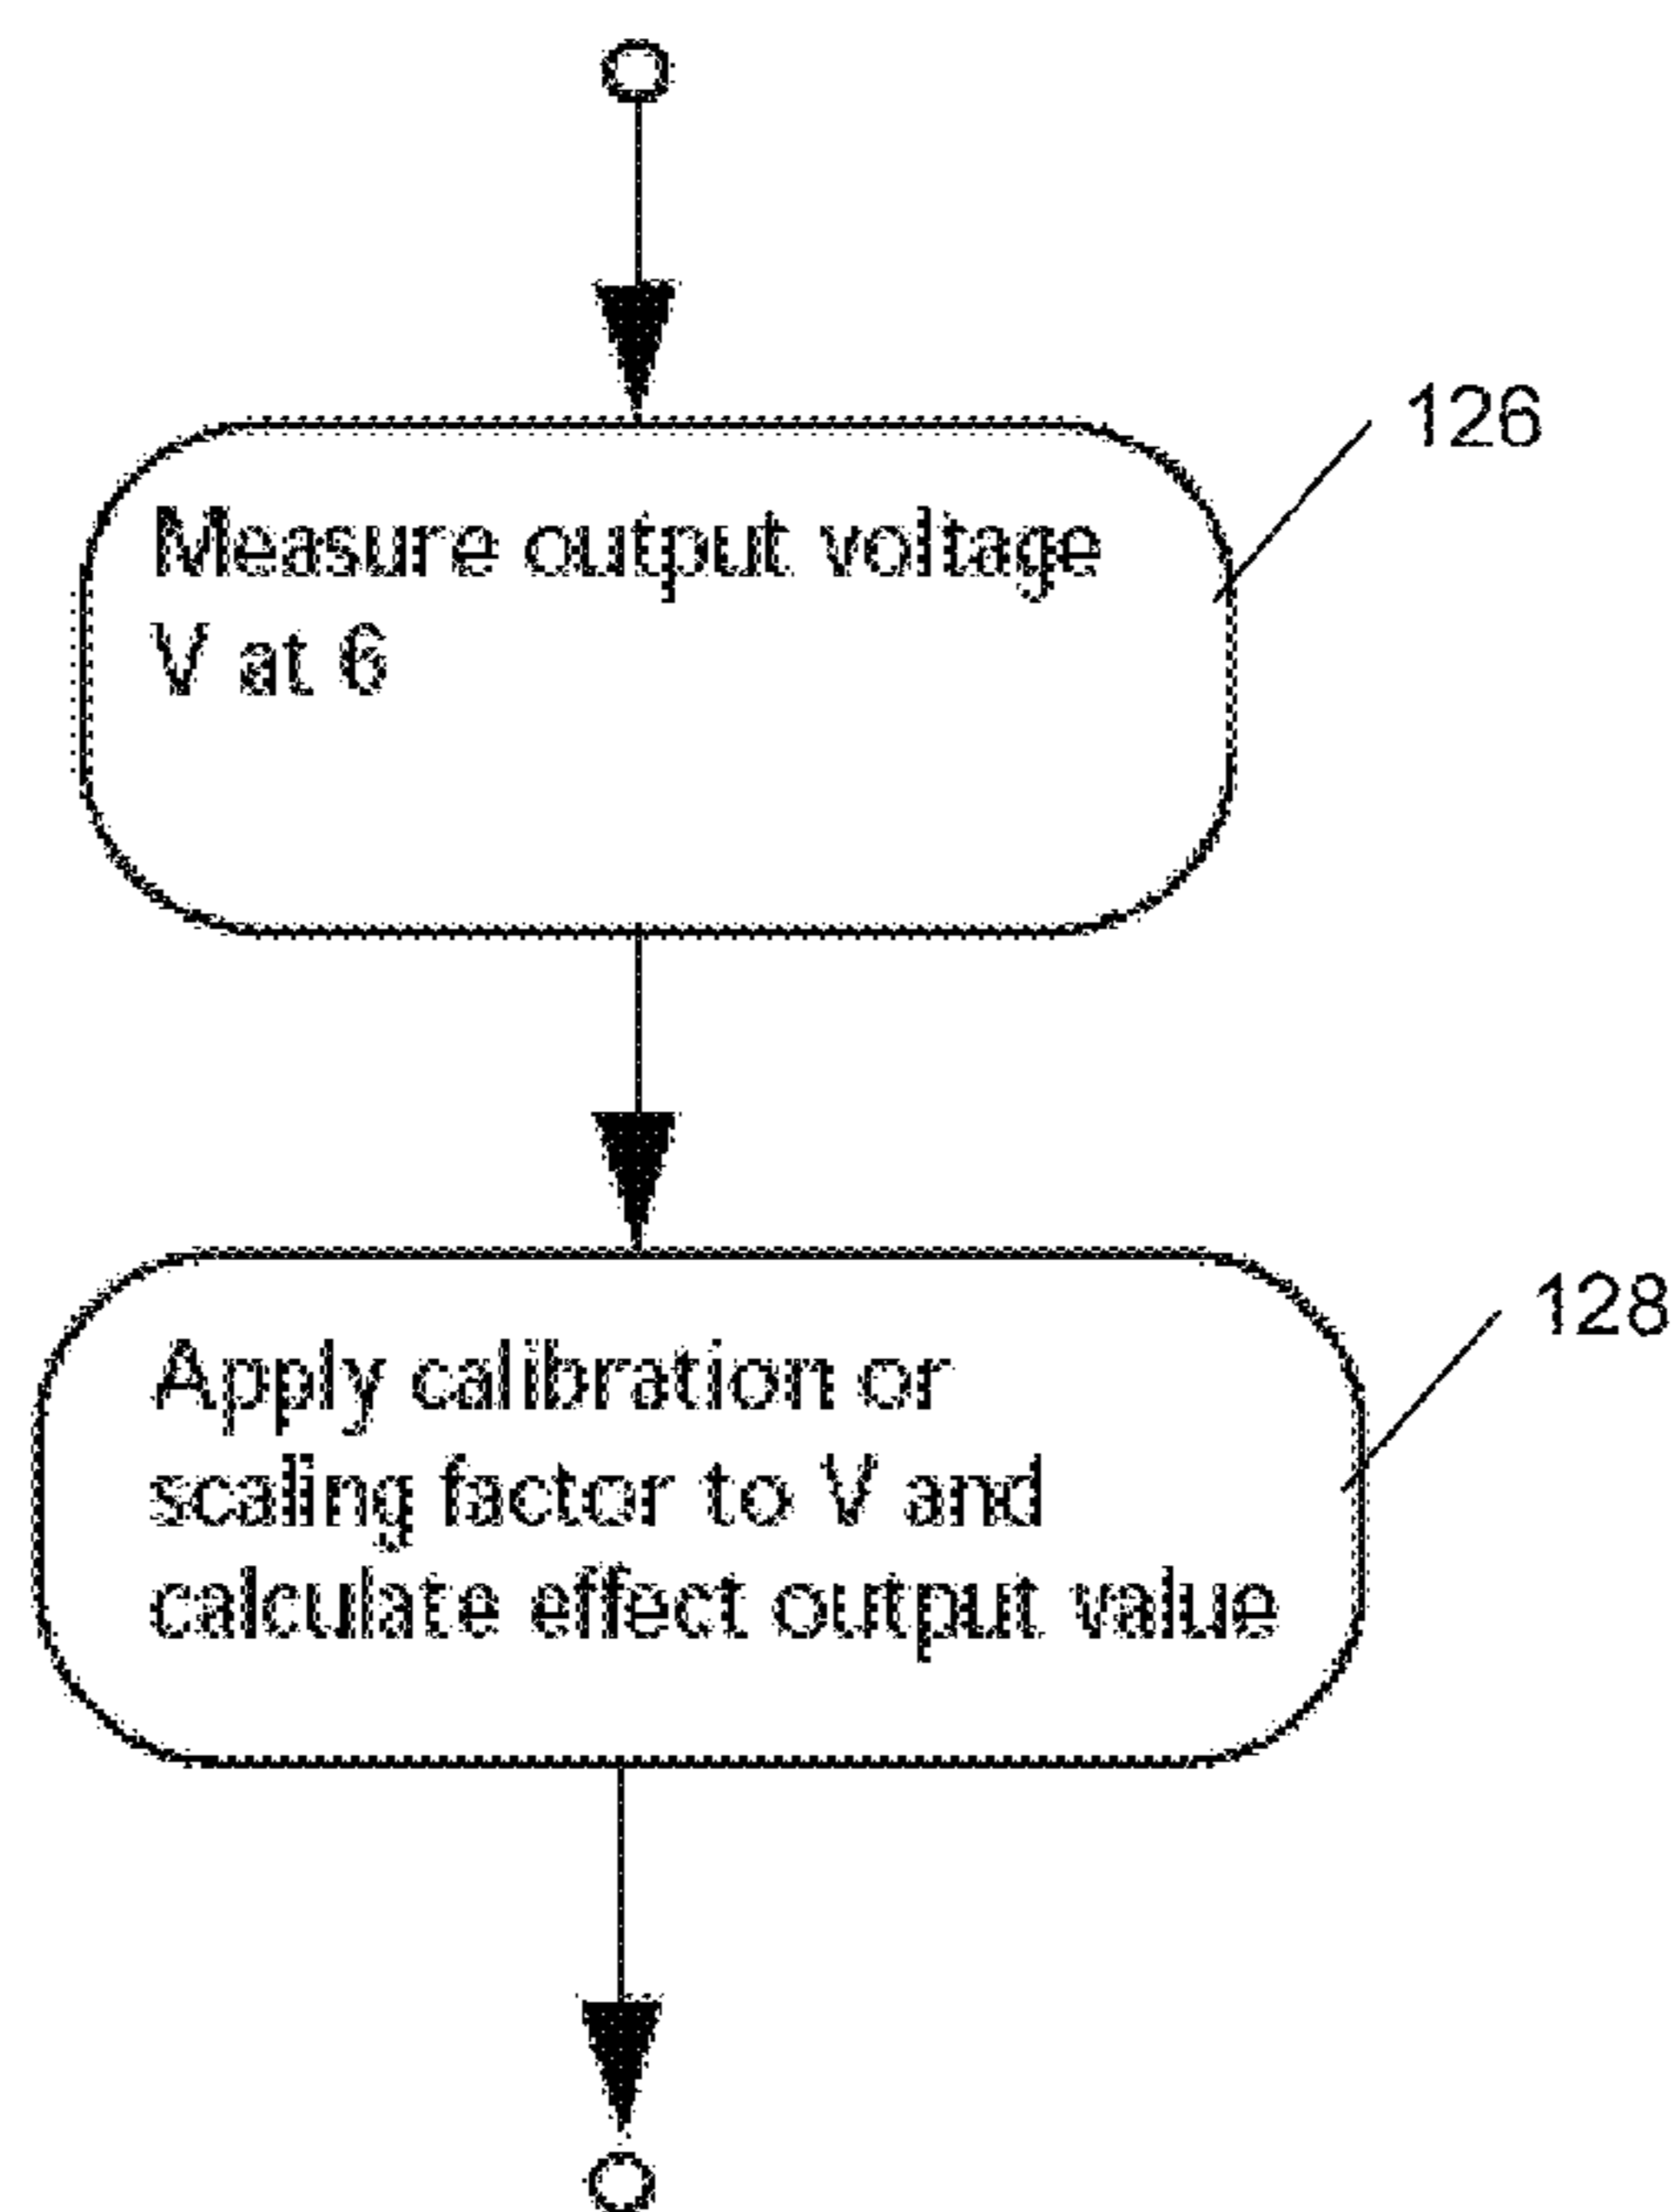 126
Measure output voltage
V at 6
128
Apply calibration or
scaling factor to V and
calculate effect output value